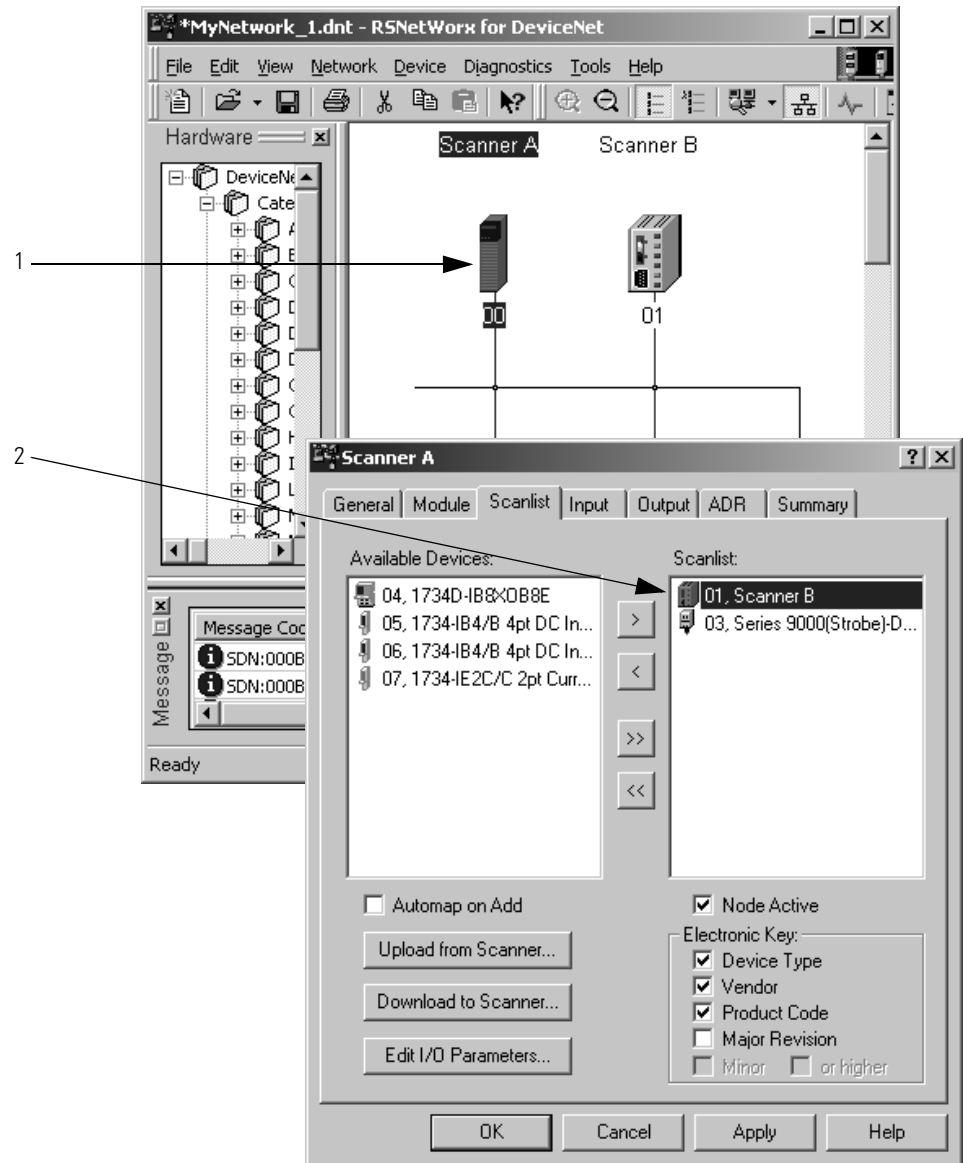 *MyNetwork_1.dnt - RSNetWorx for DeviceNet
File Edit View Network Device Diagnostics Tools Help
Hardware
DeviceNe
Cate
A
E
C
D
D
D
C
C
H
I
L
M
Scanner A
Scanner B
00
01
1
2
Message
Message Coc
SDN:000B
SDN:000B
Ready
Scanner A
General Module Scanlist Input Output ADR Summary
Available Devices:
04, 1734D-IB8XOB8E
05, 1734-IB4/B 4pt DC In...
06, 1734-IB4/B 4pt DC In...
07, 1734-IE2C/C 2pt Curr...
>
<
>>
<<
Scanlist:
01, Scanner B
03, Series 9000(Strobe)-D...
Automap on Add
Upload from Scanner...
Download to Scanner...
Edit I/O Parameters...
Node Active
Electronic Key:
Device Type
Vendor
Product Code
Major Revision
Minor or higher
OK Cancel Apply Help